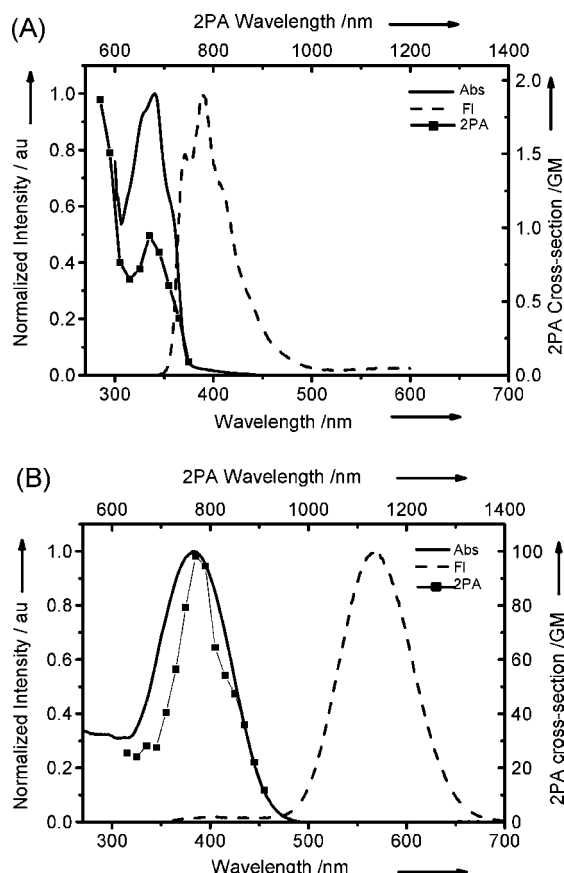 (A)
2PA Wavelength /nm
600 800 1000 1200 1400
Normalized Intensity / au
1.0
0.8
0.6
0.4
0.2
0.0
Abs
Fl
2PA
2.0
1.5
1.0
0.5
0.0
2PA Cross-section /GM
300 400 500 600 700
Wavelength/nm
(B)
2PA Wavelength /nm
600 800 1000 1200 1400
Normalized Intensity / au
1.0
0.8
0.6
0.4
0.2
0.0
Abs
Fl
2PA
100
80
60
40
20
0
2PA cross-section /GM
300 400 500 600 700
Wavelength/nm